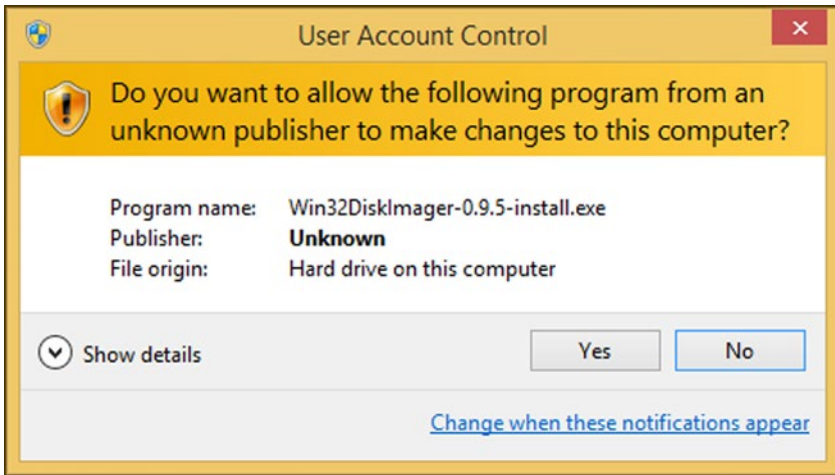 User Account Control
Do you want to allow the following program from an
unknown publisher to make changes to this computer?
Program name: Win32DiskImager-0.9.5-install.exe
Publisher: Unknown
File origin: Hard drive on this computer
Show details
Yes No
Change when these notifications appear